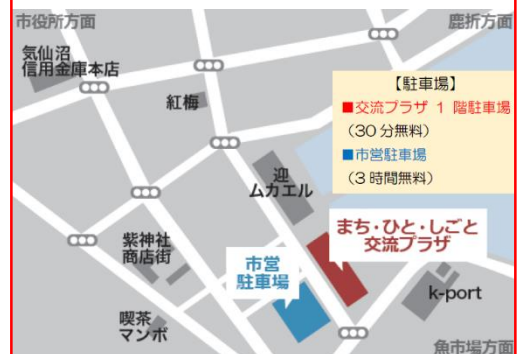 市役所方面
鹿折方面
気仙沼
信用金庫本店
紅梅
【駐車場】
■交流プラザ 1 階駐車場
(30分無料)
■市営駐車場
(3時間無料)
迎
ムカエル
まち・ひと・しごと
交流プラザ
紫神社
商店街
市営
駐車場
k-port
喫茶
マンボ
魚市場方面